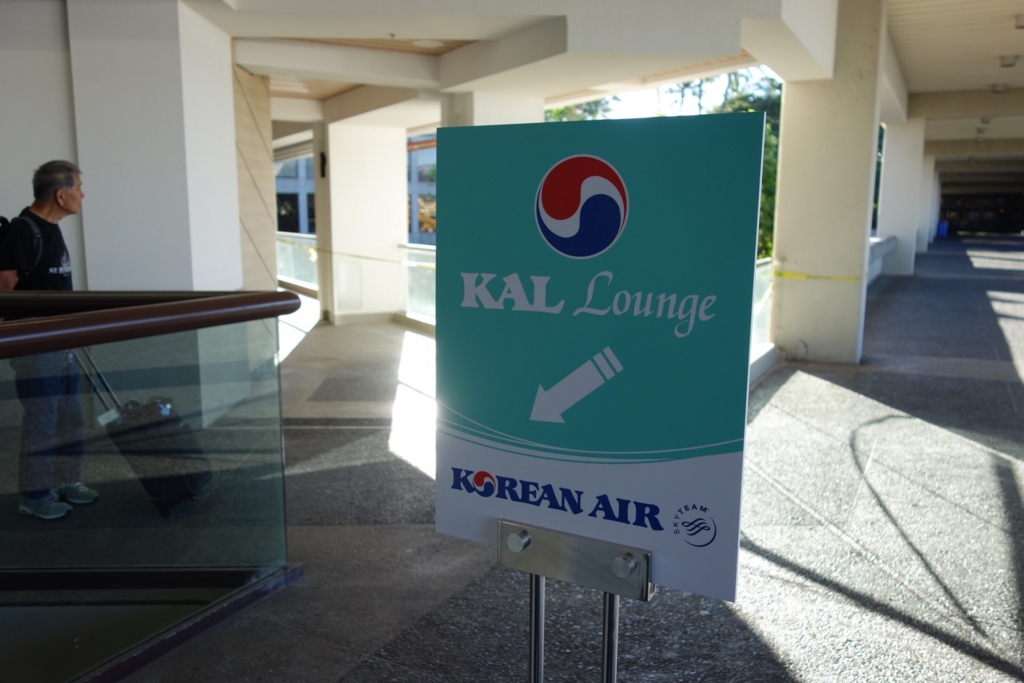 KAL Lounge
KOREAN AIR
SKYTEAM